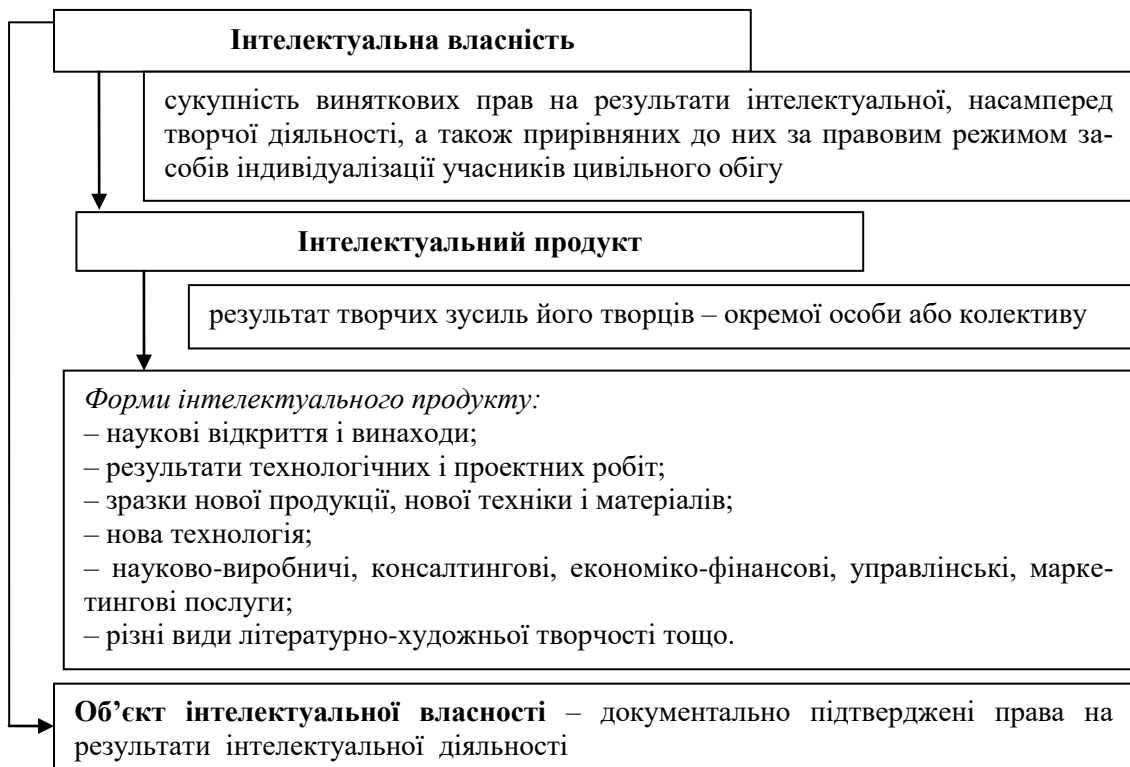 Інтелектуальна власність
сукупність виняткових прав на результати інтелектуальної, насамперед
творчої діяльності, а також прирівняних до них за правовим режимом за-
собів індивідуалізації учасників цивільного обігу
Інтелектуальний продукт
результат творчих зусиль його творців – окремої особи або колективу
Форми інтелектуального продукту:
– наукові відкриття і винаходи;
– результати технологічних і проектних робіт;
– зразки нової продукції, нової техніки і матеріалів;
– нова технологія;
– науково-виробничі, консалтингові, економіко-фінансові, управлінські, марке-
тингові послуги;
– різні види літературно-художньої творчості тощо.
Об’єкт інтелектуальної власності – документально підтверджені права на
результати інтелектуальної діяльності